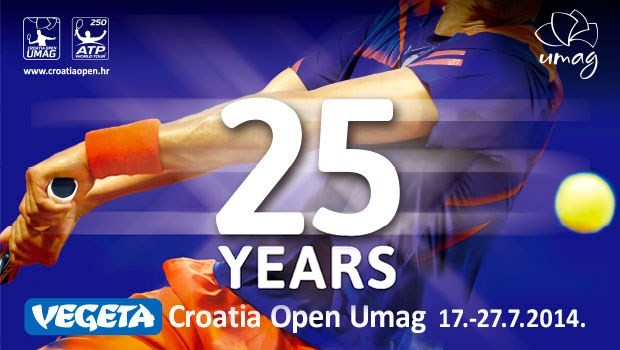 CROATIA OPEN
UMAG
250
ATP
WORLD TOUR
www.croatiaopen.hr
umag
25
YEARS
VEGETA Croatia Open Umag 17.-27.7.2014.